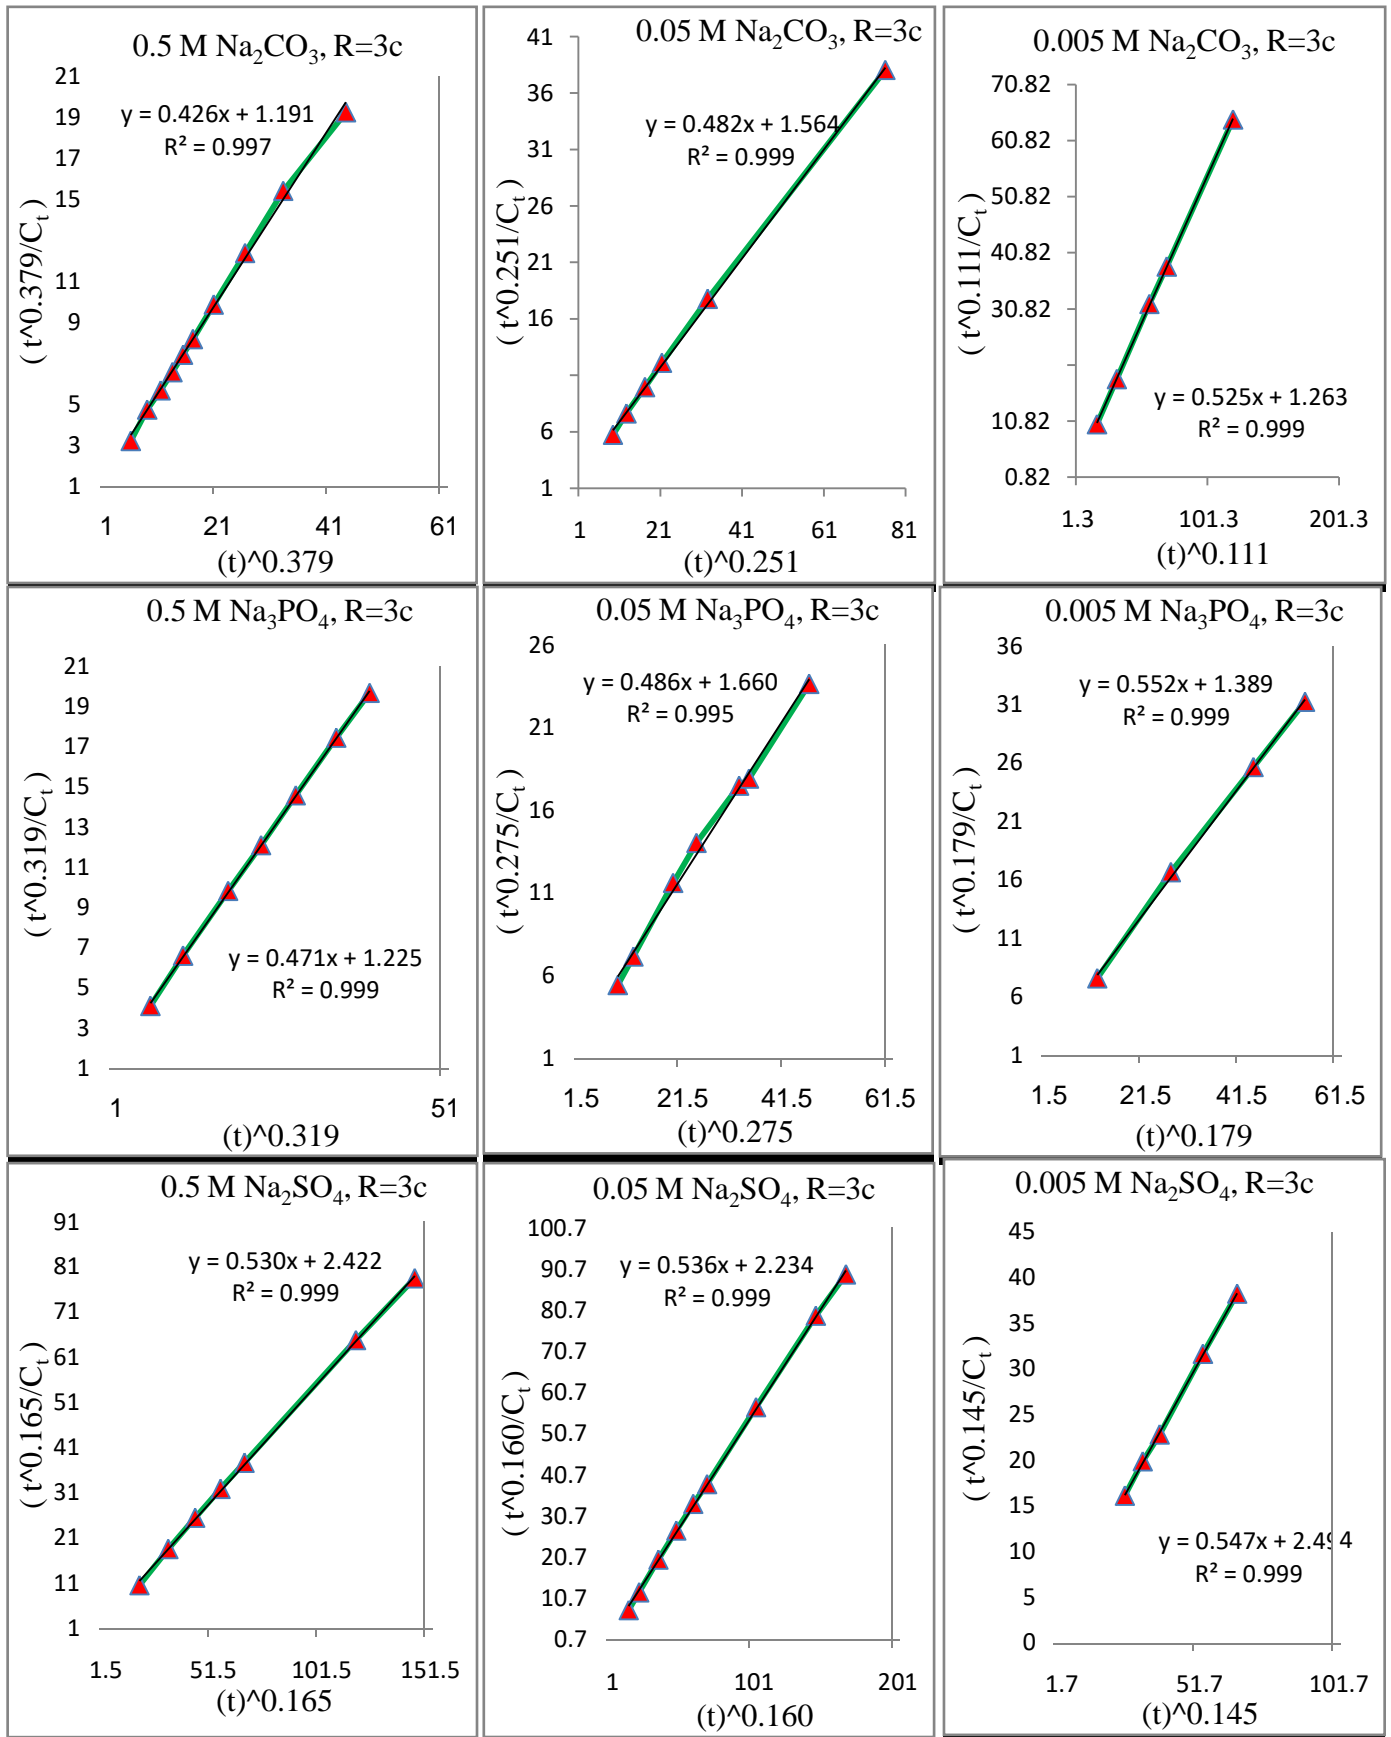 0.5 M Na₂CO₃, R=3c
y = 0.426x + 1.191
R² = 0.997
21
19
17
15
11
9
5
3
1
1 21 41 61
(t^0.379/Cₜ)
(t)^0.379
0.05 M Na₂CO₃, R=3c
y = 0.482x + 1.564
R² = 0.999
41
36
31
26
21
16
6
1
1 21 41 61 81
(t^0.251/Cₜ)
(t)^0.251
0.005 M Na₂CO₃, R=3c
70.82
60.82
50.82
40.82
30.82
10.82
0.82
y = 0.525x + 1.263
R² = 0.999
1.3 101.3 201.3
(t^0.111/Cₜ)
(t)^0.111
0.5 M Na₃PO₄, R=3c
21
19
17
15
13
11
9
7
5
3
1
y = 0.471x + 1.225
R² = 0.999
1 51
(t^0.319/Cₜ)
(t)^0.319
0.05 M Na₃PO₄, R=3c
y = 0.486x + 1.660
R² = 0.995
26
21
16
11
6
1
1.5 21.5 41.5 61.5
(t^0.275/Cₜ)
(t)^0.275
0.005 M Na₃PO₄, R=3c
y = 0.552x + 1.389
R² = 0.999
36
31
26
21
16
11
6
1
1.5 21.5 41.5 61.5
(t^0.179/Cₜ)
(t)^0.179
0.5 M Na₂SO₄, R=3c
y = 0.530x + 2.422
R² = 0.999
91
81
71
61
51
41
31
21
11
1
1.5 51.5 101.5 151.5
(t^0.165/Cₜ)
(t)^0.165
0.05 M Na₂SO₄, R=3c
y = 0.536x + 2.234
R² = 0.999
100.7
90.7
80.7
70.7
60.7
50.7
40.7
30.7
20.7
10.7
0.7
1 101 201
(t^0.160/Cₜ)
(t)^0.160
0.005 M Na₂SO₄, R=3c
45
40
35
30
25
20
15
10
5
0
y = 0.547x + 2.494
R² = 0.999
1.7 51.7 101.7
(t^0.145/Cₜ)
(t)^0.145